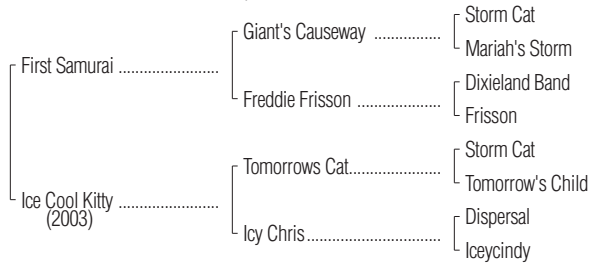 Storm Cat
Giant's Causeway ................
Mariah's Storm
First Samurai ........................
Dixieland Band
Freddie Frisson ....................
Frisson
Storm Cat
Tomorrows Cat......................
Tomorrow's Child
Ice Cool Kitty ........................
(2003)
Dispersal
Icy Chris................................
Iceycindy